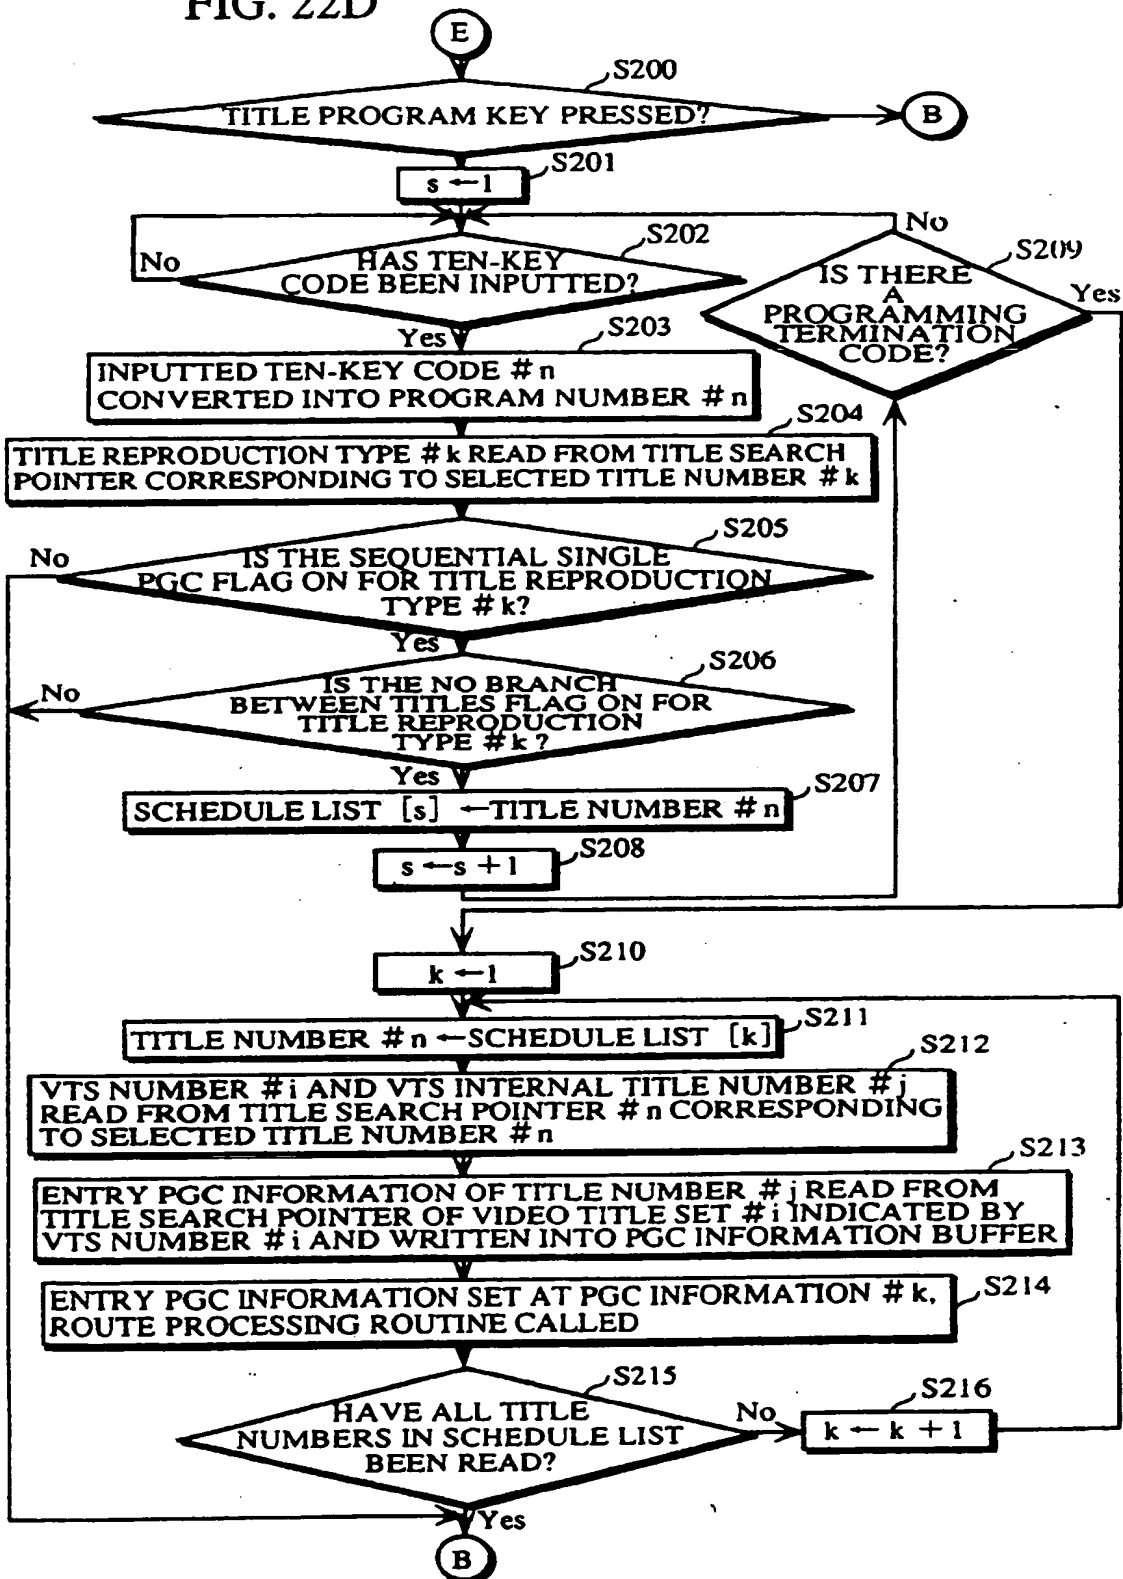 FIG. 22D
E
S200
TITLE PROGRAM KEY PRESSED?
B
S201
s ← 1
No
S209
S202
No
HAS TEN-KEY
CODE BEEN INPUTTED?
IS THERE
A
PROGRAMMING
TERMINATION
CODE?
Yes
Yes
S203
INPUTTED TEN-KEY CODE #n
CONVERTED INTO PROGRAM NUMBER #n
S204
TITLE REPRODUCTION TYPE #k READ FROM TITLE SEARCH
POINTER CORRESPONDING TO SELECTED TITLE NUMBER #k
S205
No
IS THE SEQUENTIAL SINGLE
PGC FLAG ON FOR TITLE REPRODUCTION
TYPE #k?
Yes
S206
No
IS THE NO BRANCH
BETWEEN TITLES FLAG ON FOR
TITLE REPRODUCTION
TYPE #k?
Yes
S207
SCHEDULE LIST [s] ←TITLE NUMBER #n
S208
s ← s + 1
S210
k ← 1
S211
TITLE NUMBER #n ←SCHEDULE LIST [k]
S212
VTS NUMBER #i AND VTS INTERNAL TITLE NUMBER #j
READ FROM TITLE SEARCH POINTER #n CORRESPONDING
TO SELECTED TITLE NUMBER #n
S213
ENTRY PGC INFORMATION OF TITLE NUMBER #j READ FROM
TITLE SEARCH POINTER OF VIDEO TITLE SET #i INDICATED BY
VTS NUMBER #i AND WRITTEN INTO PGC INFORMATION BUFFER
S214
ENTRY PGC INFORMATION SET AT PGC INFORMATION #k,
ROUTE PROCESSING ROUTINE CALLED
S215
HAVE ALL TITLE
NUMBERS IN SCHEDULE LIST
BEEN READ?
No
S216
k ← k + 1
Yes
B